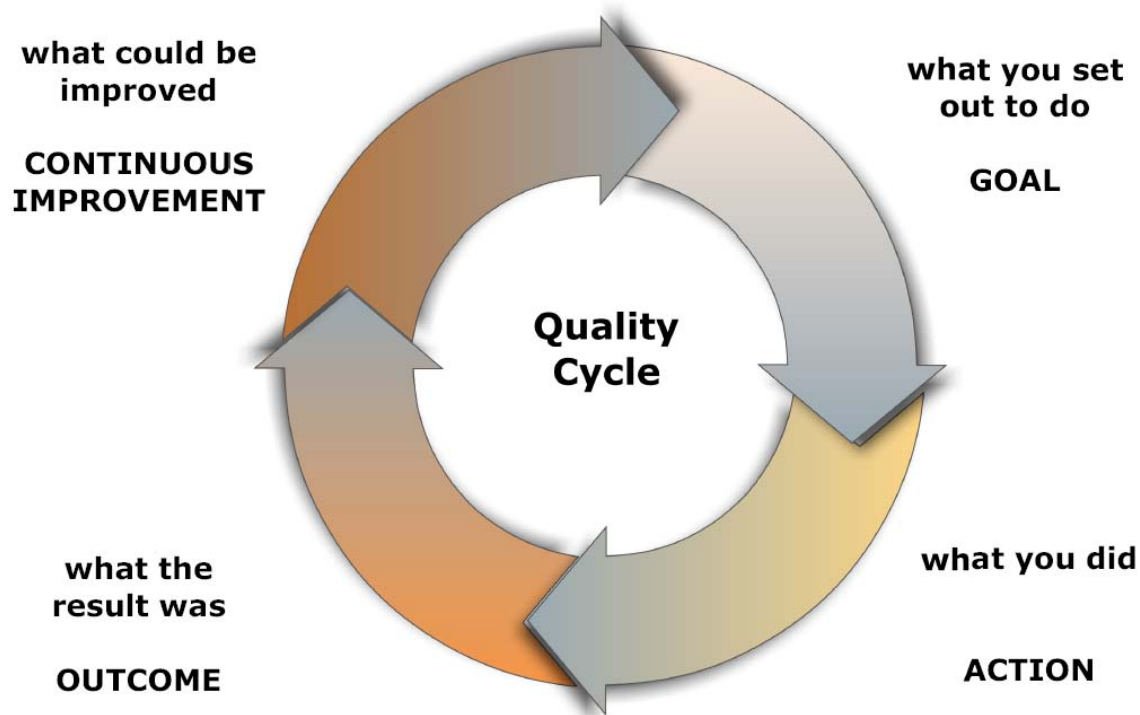 what could be
improved
CONTINUOUS
IMPROVEMENT
what you set
out to do
GOAL
Quality
Cycle
what the
result was
OUTCOME
what you did
ACTION